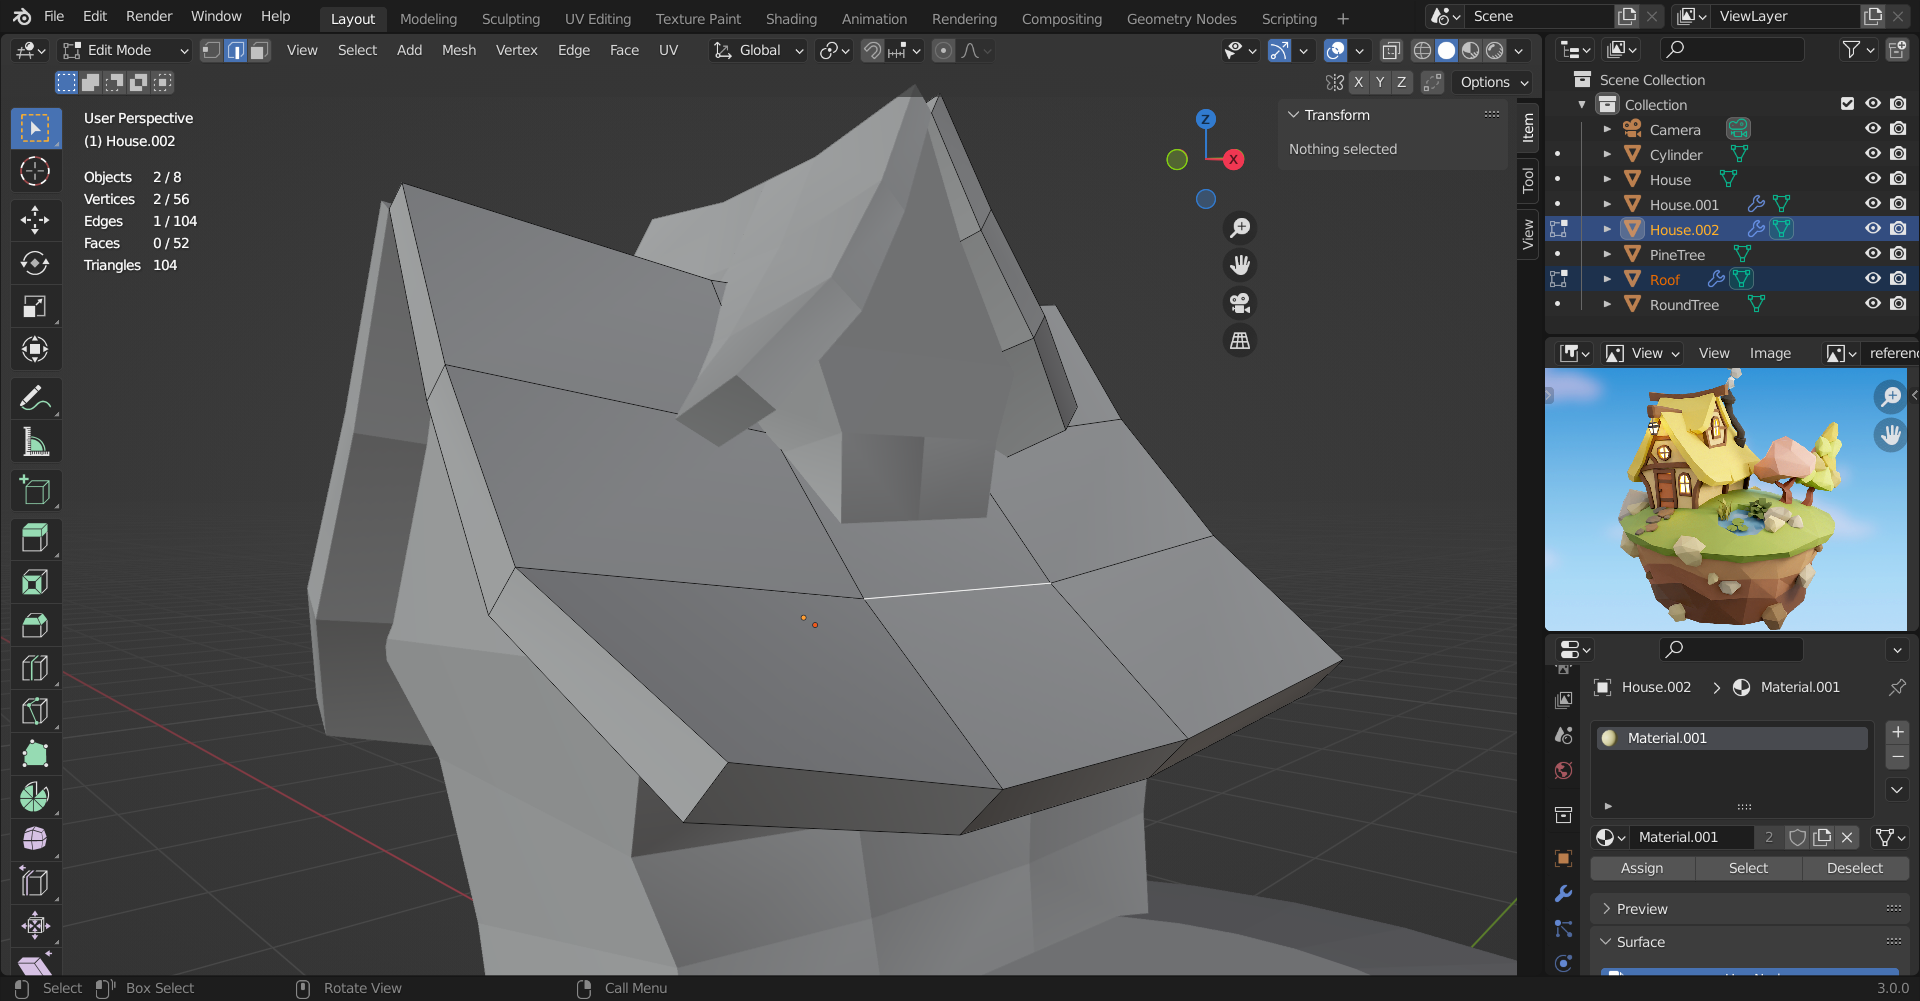 File Edit Render Window Help Layout Modeling Sculpting UV Editing Texture Paint Shading Animation Rendering Compositing Geometry Nodes Scripting + Scene ViewLayer
Edit Mode View Select Add Mesh Vertex Edge Face UV Global
X Y Z Options
User Perspective
(1) House.002
Objects 2 / 8
Vertices 2 / 56
Edges 1 / 104
Faces 0 / 52
Triangles 104
Z
X
Transform
Nothing selected
Item
Tool
View
Scene Collection
Collection
Camera
Cylinder
House
House.001
House.002
PineTree
Roof
RoundTree
View View Image referen
House.002 > Material.001
Material.001
Material.001 2
Assign Select Deselect
Preview
Surface
Select Box Select Rotate View Call Menu 3.0.0